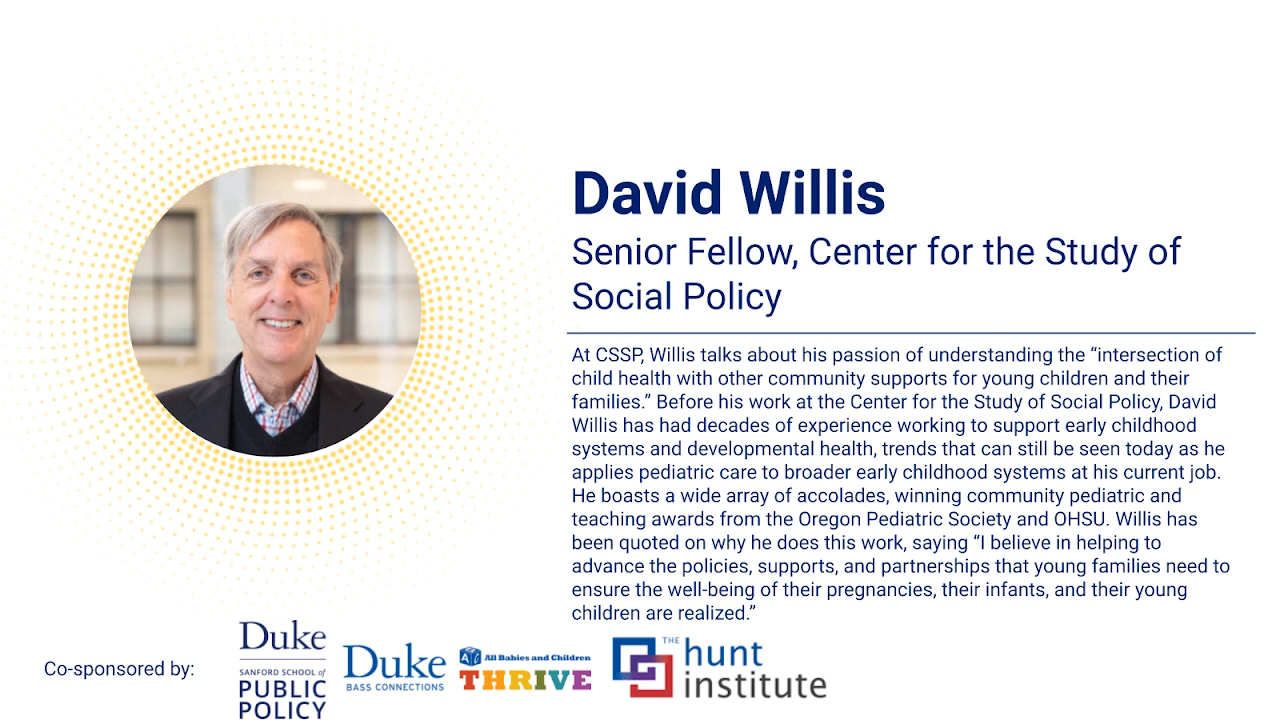 David Willis
Senior Fellow, Center for the Study of
Social Policy
At CSSP, Willis talks about his passion of understanding the “intersection of
child health with other community supports for young children and their
families.” Before his work at the Center for the Study of Social Policy, David
Willis has had decades of experience working to support early childhood
systems and developmental health, trends that can still be seen today as he
applies pediatric care to broader early childhood systems at his current job.
He boasts a wide array of accolades, winning community pediatric and
teaching awards from the Oregon Pediatric Society and OHSU. Willis has
been quoted on why he does this work, saying “I believe in helping to
advance the policies, supports, and partnerships that young families need to
ensure the well-being of their pregnancies, their infants, and their young
children are realized.”
Co-sponsored by:
Duke
SANFORD SCHOOL of
PUBLIC
POLICY
Duke
BASS CONNECTIONS
All Babies and Children
THRIVE
THE
hunt
institute